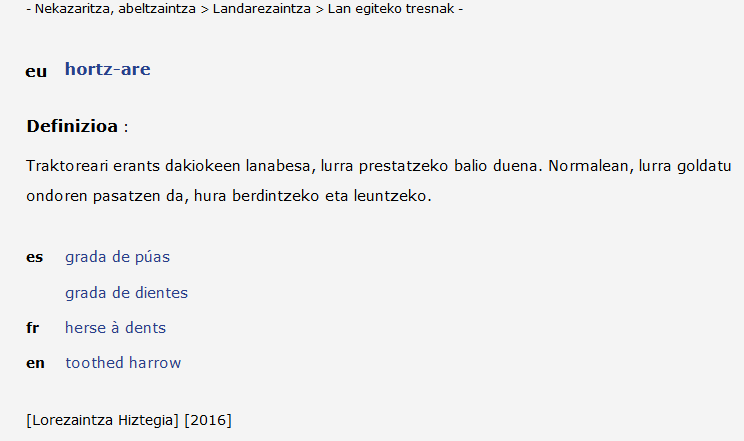 - Nekazaritza, abeltzaintza > Landarezaintza > Lan egiteko tresnak -
eu hortz-are
Definizioa :
Traktoreari erants dakiokeen lanabesa, lurra prestatzeko balio duena. Normalean, lurra goldatu
ondoren pasatzen da, hura berdintzeko eta leuntzeko.
es grada de púas
grada de dientes
fr herse à dents
en toothed harrow
[Lorezaintza Hiztegia] [2016]